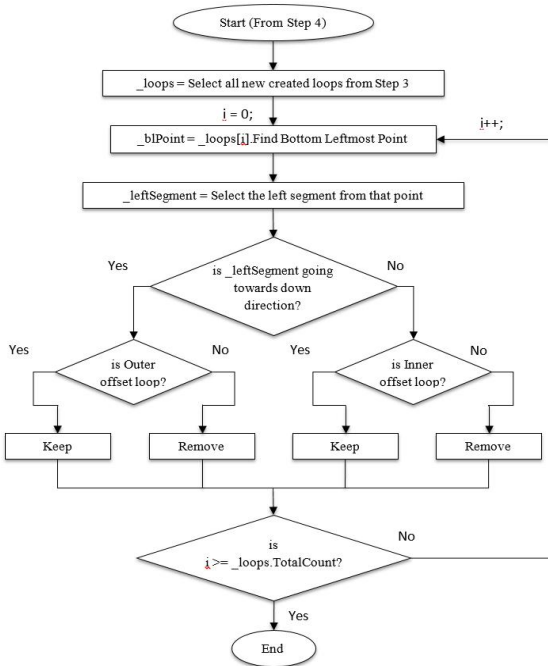 Start (From Step 4)
_loops = Select all new created loops from Step 3
i = 0;
i++;
_blPoint = _loops[i].Find Bottom Leftmost Point
_leftSegment = Select the left segment from that point
Yes
No
is _leftSegment going
towards down
direction?
Yes
No
Yes
No
is Outer
offset loop?
is Inner
offset loop?
Keep
Remove
Keep
Remove
is
i >= _loops.TotalCount?
No
Yes
End